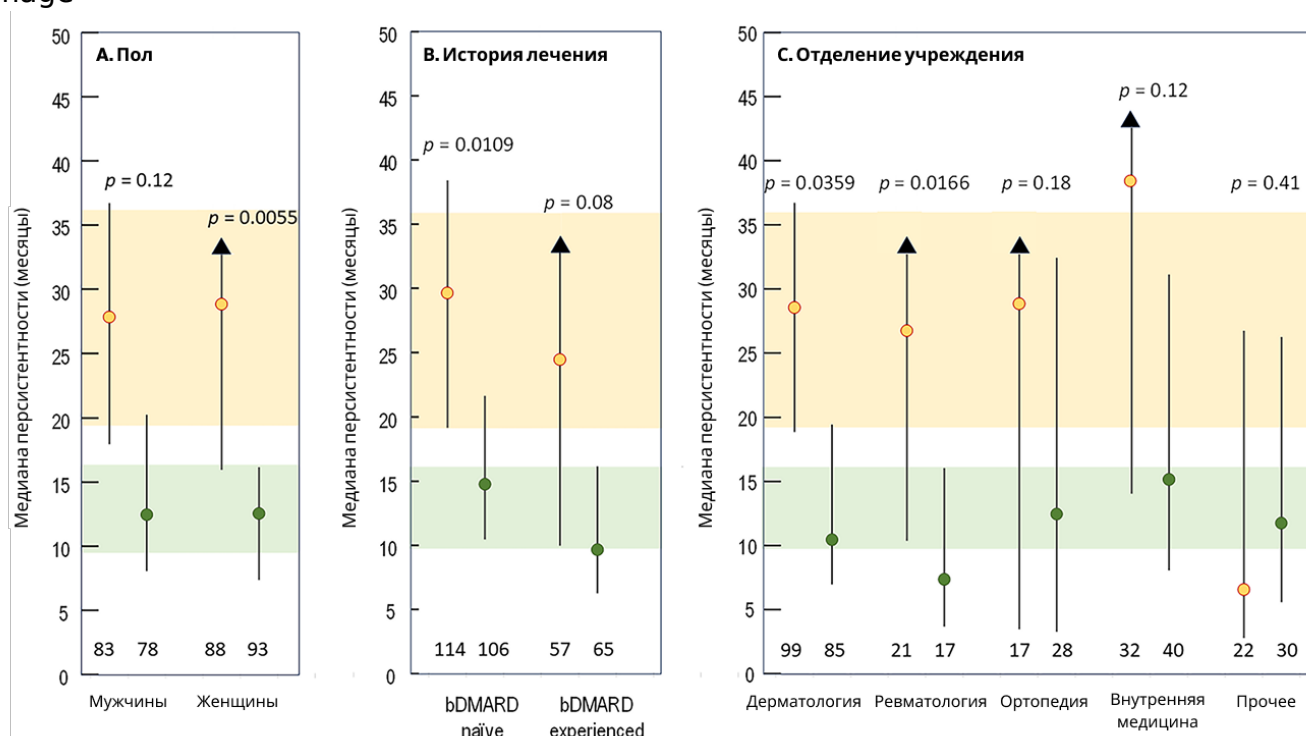 A. Пол
50
45
40
35
30
25
20
15
10
5
0
Медиана персистентности (месяцы)
p = 0.12
p = 0.0055
83 78 88 93
Мужчины Женщины
B. История лечения
50
45
40
35
30
25
20
15
10
5
0
Медиана персистентности (месяцы)
p = 0.0109
p = 0.08
114 106 57 65
bDMARD bDMARD
naïve experienced
C. Отделение учреждения
50
45
40
35
30
25
20
15
10
5
0
Медиана персистентности (месяцы)
p = 0.12
p = 0.0359 p = 0.0166 p = 0.18 p = 0.41
99 85 21 17 17 28 32 40 22 30
Дерматология Ревматология Ортопедия Внутренняя Прочее
медицина